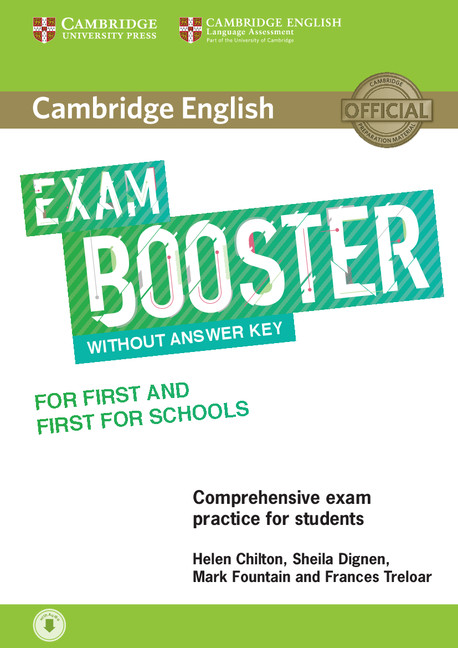 CAMBRIDGE
UNIVERSITY PRESS
CAMBRIDGE ENGLISH
Language Assessment
Part of the University of Cambridge
Cambridge English
CAMBRIDGE
OFFICIAL
PREPARATION MATERIAL
EXAM
BOOSTER
WITHOUT ANSWER KEY
FOR FIRST AND
FIRST FOR SCHOOLS
Comprehensive exam
practice for students
Helen Chilton, Sheila Dignen,
Mark Fountain and Frances Treloar